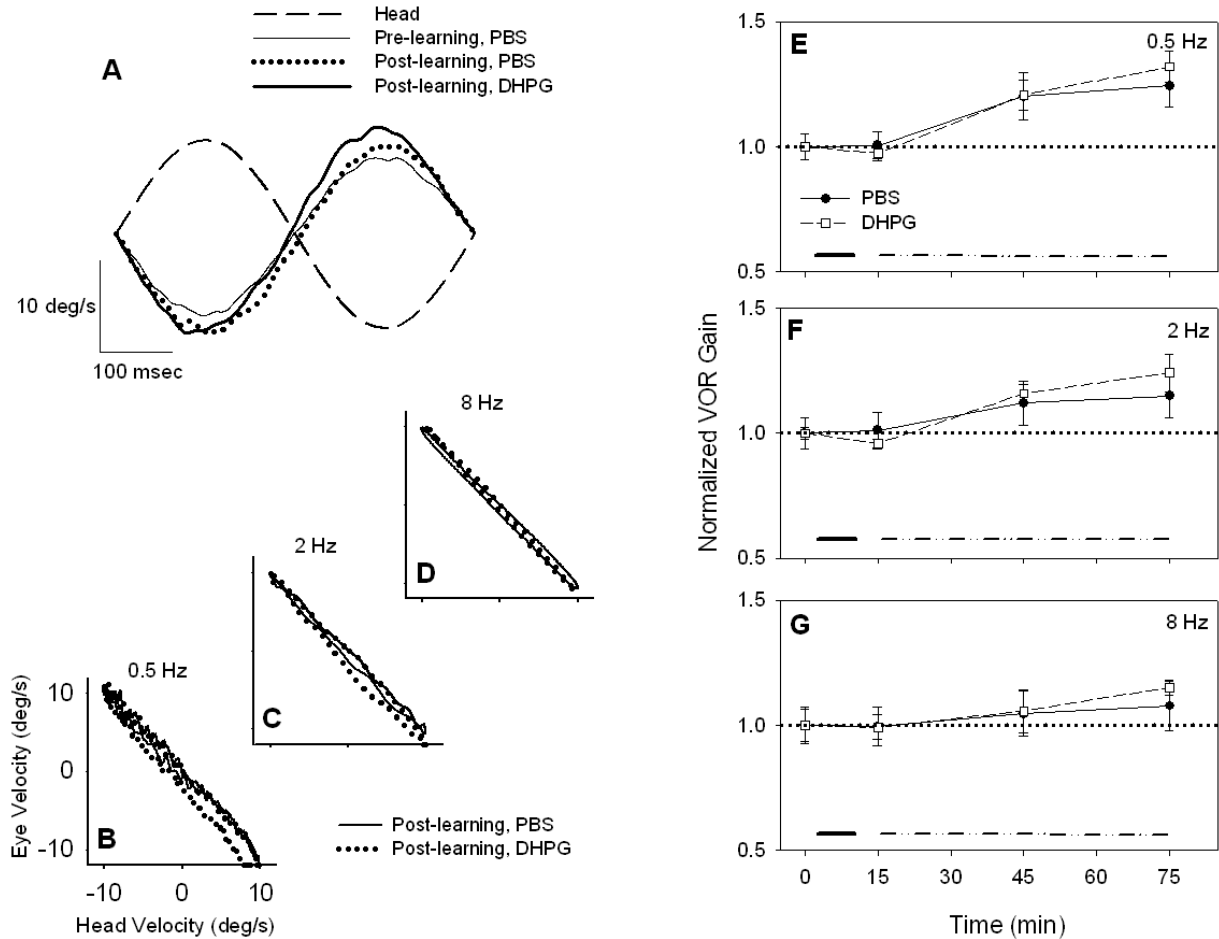 A
Head
Pre-learning, PBS
Post-learning, PBS
Post-learning, DHPG
10 deg/s
100 msec
8 Hz
D
2 Hz
C
0.5 Hz
B
Eye Velocity (deg/s)
10
0
-10
-10
0
10
Head Velocity (deg/s)
Post-learning, PBS
Post-learning, DHPG
Normalized VOR Gain
E
0.5 Hz
1.5
1.0
0.5
PBS
DHPG
F
2 Hz
1.5
1.0
0.5
G
8 Hz
1.5
1.0
0.5
0
15
30
45
60
75
Time (min)